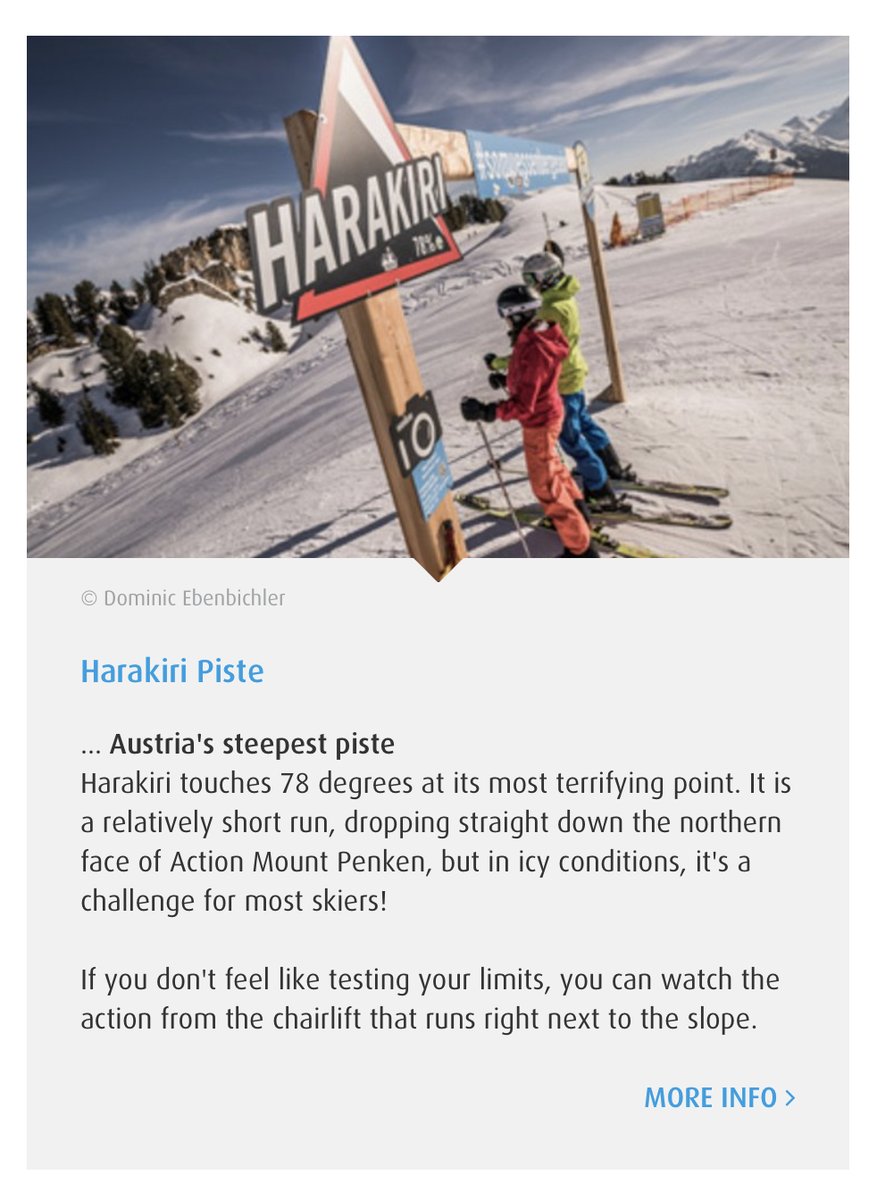 HARAKIRI
78%
© Dominic Ebenbichler
Harakiri Piste
... Austria's steepest piste
Harakiri touches 78 degrees at its most terrifying point. It is
a relatively short run, dropping straight down the northern
face of Action Mount Penken, but in icy conditions, it's a
challenge for most skiers!
If you don't feel like testing your limits, you can watch the
action from the chairlift that runs right next to the slope.
MORE INFO >